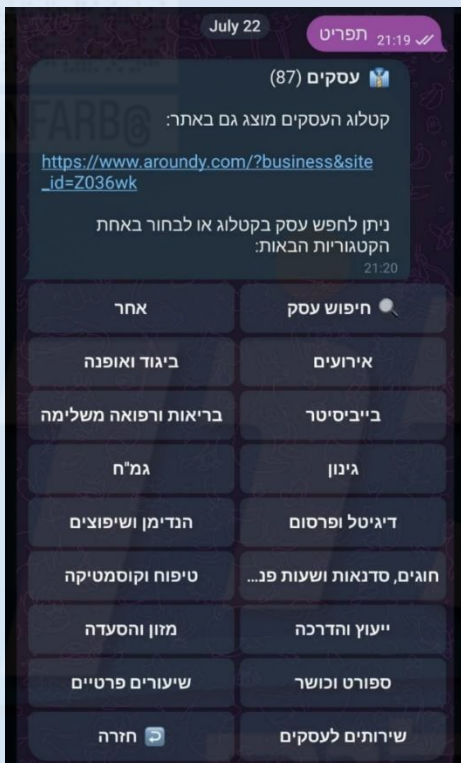 July 22
תפריט 21:19
עסקים (87)
קטלוג העסקים מוצג גם באתר:
https://www.aroundy.com/?business&site
_id=Z036wk
ניתן לחפש עסק בקטלוג או לבחור באחת
הקטגוריות הבאות:
21:20
חיפוש עסק
אחר
אירועים
ביגוד ואופנה
בייביסיטר
בריאות ורפואה משלימה
גינון
גמ"ח
דיגיטל ופרסום
הנדימן ושיפוצים
חוגים, סדנאות ושעות פנ...
טיפוח וקוסמטיקה
ייעוץ והדרכה
מזון והסעדה
ספורט וכושר
שיעורים פרטיים
שירותים לעסקים
חזרה